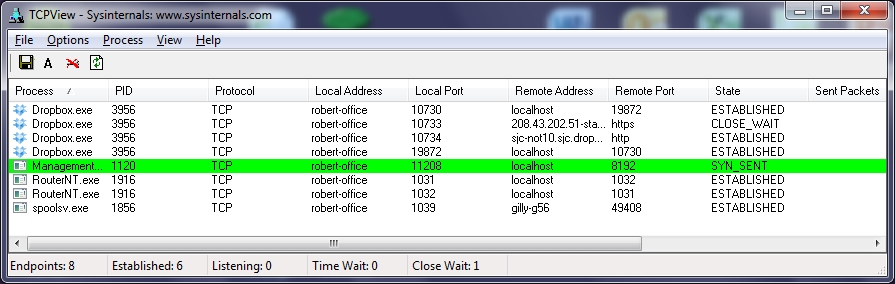 TCPView - Sysinternals: www.sysinternals.com
File Options Process View Help
A
Process / PID Protocol Local Address Local Port Remote Address Remote Port State Sent Packets
Dropbox.exe 3956 TCP robert-office 10730 localhost 19872 ESTABLISHED
Dropbox.exe 3956 TCP robert-office 10733 208.43.202.51-sta... https CLOSE_WAIT
Dropbox.exe 3956 TCP robert-office 10734 sjc-not10.sjc.drop... http ESTABLISHED
Dropbox.exe 3956 TCP robert-office 19872 localhost 10730 ESTABLISHED
Management... 1120 TCP robert-office 11208 localhost 8192 SYN_SENT
RouterNT.exe 1916 TCP robert-office 1031 localhost 1032 ESTABLISHED
RouterNT.exe 1916 TCP robert-office 1032 localhost 1031 ESTABLISHED
spoolsv.exe 1856 TCP robert-office 1039 gilly-g56 49408 ESTABLISHED
Endpoints: 8 Established: 6 Listening: 0 Time Wait: 0 Close Wait: 1